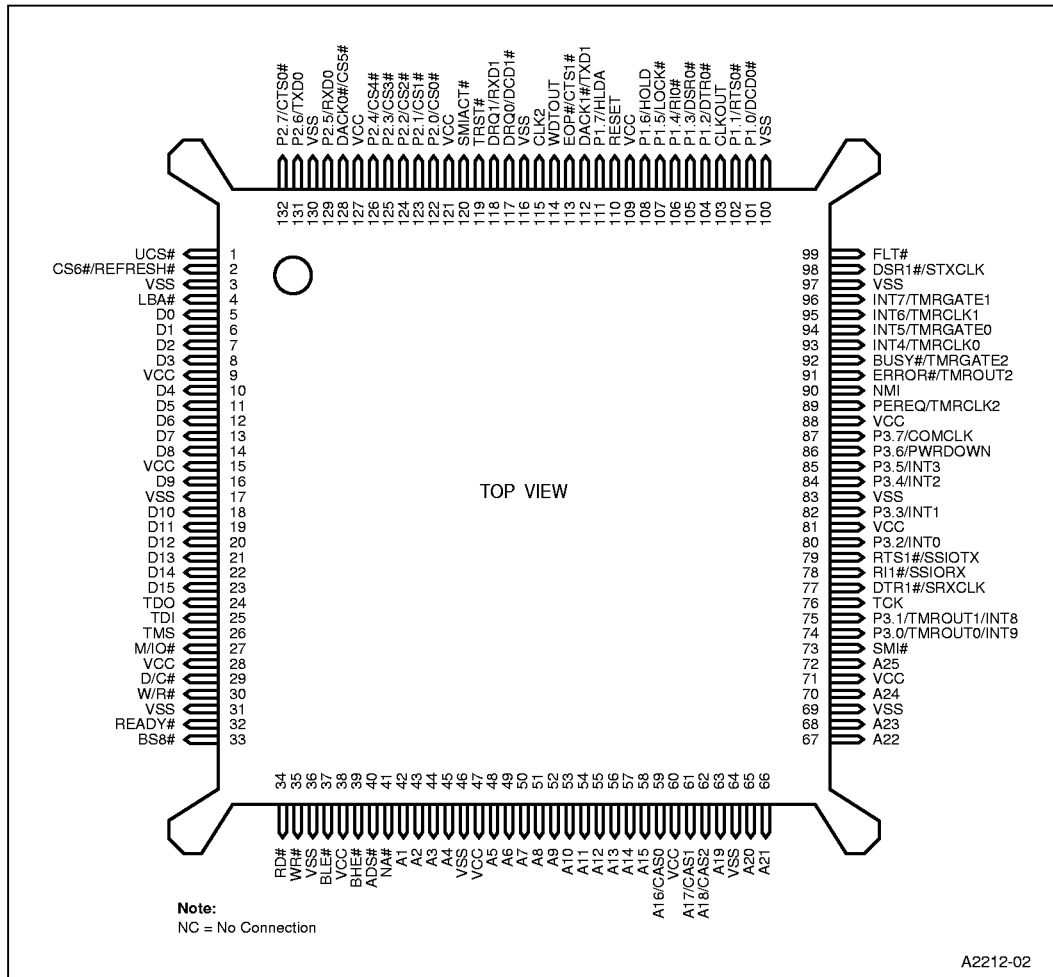 P2.7/CTS0#
P2.6/TXD0
VSS
P2.5/RXD0
DACK0#/CS5#
VCC
P2.4/CS4#
P2.3/CS3#
P2.2/CS2#
P2.1/CS1#
P2.0/CS0#
VCC
SMIACT#
TRST#
DRQ1/RXD1
DRQ0/DCD1#
VSS
CLK2
WDTOUT
EOP#/CTS1#
DACK1#/TXD1
P1.7/HLDA
RESET
VCC
P1.6/HOLD
P1.5/LOCK#
P1.4/RI0#
P1.3/DSR0#
P1.2/DTR0#
CLKOUT
P1.1/RTS0#
P1.0/DCD0#
VSS
132 131 130 129 128 127 126 125 124 123 122 121 120 119 118 117 116 115 114 113 112 111 110 109 108 107 106 105 104 103 102 101 100
UCS# 1
CS6#/REFRESH# 2
VSS 3
LBA# 4
D0 5
D1 6
D2 7
D3 8
VCC 9
D4 10
D5 11
D6 12
D7 13
D8 14
VCC 15
D9 16
VSS 17
D10 18
D11 19
D12 20
D13 21
D14 22
D15 23
TDO 24
TDI 25
TMS 26
M/IO# 27
VCC 28
D/C# 29
W/R# 30
VSS 31
READY# 32
BS8# 33
TOP VIEW
99 FLT#
98 DSR1#/STXCLK
97 VSS
96 INT7/TMRGATE1
95 INT6/TMRCLK1
94 INT5/TMRGATE0
93 INT4/TMRCLK0
92 BUSY#/TMRGATE2
91 ERROR#/TMROUT2
90 NMI
89 PEREQ/TMRCLK2
88 VCC
87 P3.7/COMCLK
86 P3.6/PWRDOWN
85 P3.5/INT3
84 P3.4/INT2
83 VSS
82 P3.3/INT1
81 VCC
80 P3.2/INT0
79 RTS1#/SSIOTX
78 RI1#/SSIORX
77 DTR1#/SRXCLK
76 TCK
75 P3.1/TMROUT1/INT8
74 P3.0/TMROUT0/INT9
73 SMI#
72 A25
71 VCC
70 A24
69 VSS
68 A23
67 A22
34 35 36 37 38 39 40 41 42 43 44 45 46 47 48 49 50 51 52 53 54 55 56 57 58 59 60 61 62 63 64 65 66
RD#
WR#
VSS
BLE#
VCC
BHE#
ADS#
NA#
A1
A2
A3
A4
VSS
VCC
A5
A6
A7
A8
A9
A10
A11
A12
A13
A14
A15
A16/CAS0
VCC
A17/CAS1
A18/CAS2
A19
VSS
A20
A21
Note:
NC = No Connection
A2212-02